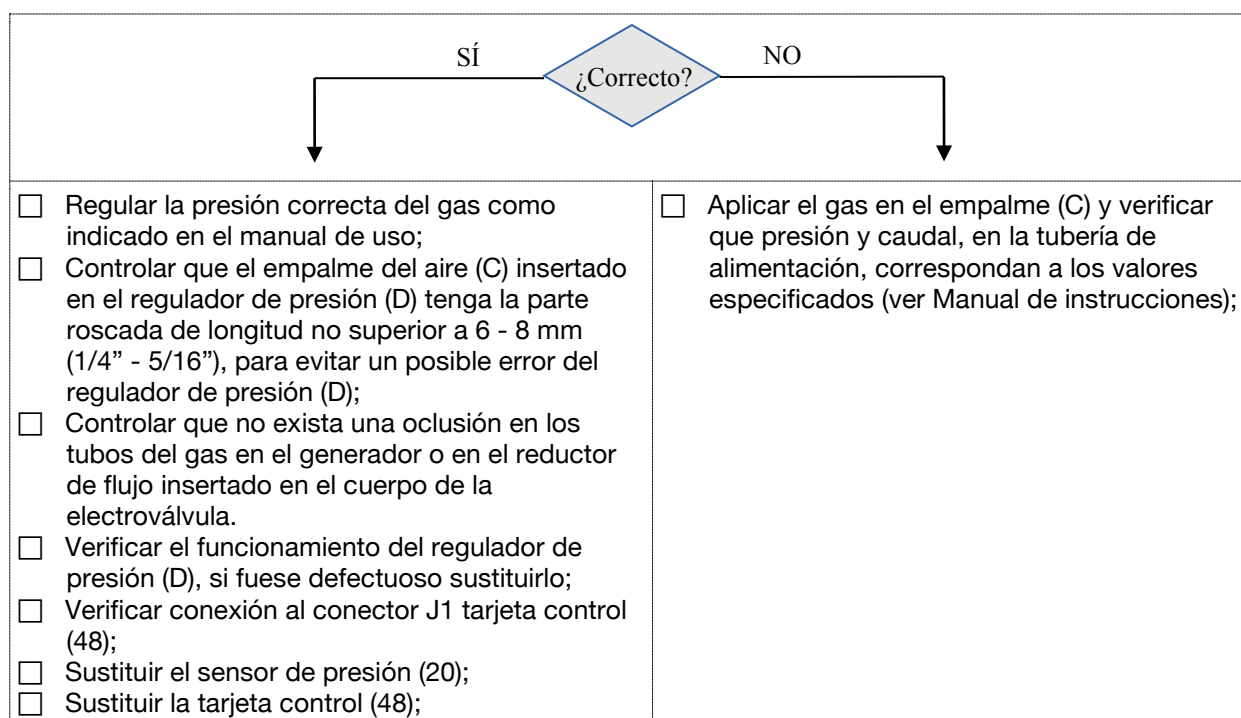 SÍ
¿Correcto?
NO
☐ Regular la presión correcta del gas como
indicado en el manual de uso;
☐ Controlar que el empalme del aire (C) insertado
en el regulador de presión (D) tenga la parte
roscada de longitud no superior a 6 - 8 mm
(1/4” - 5/16”), para evitar un posible error del
regulador de presión (D);
☐ Controlar que no exista una oclusión en los
tubos del gas en el generador o en el reductor
de flujo insertado en el cuerpo de la
electroválvula.
☐ Verificar el funcionamiento del regulador de
presión (D), si fuese defectuoso sustituirlo;
☐ Verificar conexión al conector J1 tarjeta control
(48);
☐ Sustituir el sensor de presión (20);
☐ Sustituir la tarjeta control (48);
☐ Aplicar el gas en el empalme (C) y verificar
que presión y caudal, en la tubería de
alimentación, correspondan a los valores
especificados (ver Manual de instrucciones);